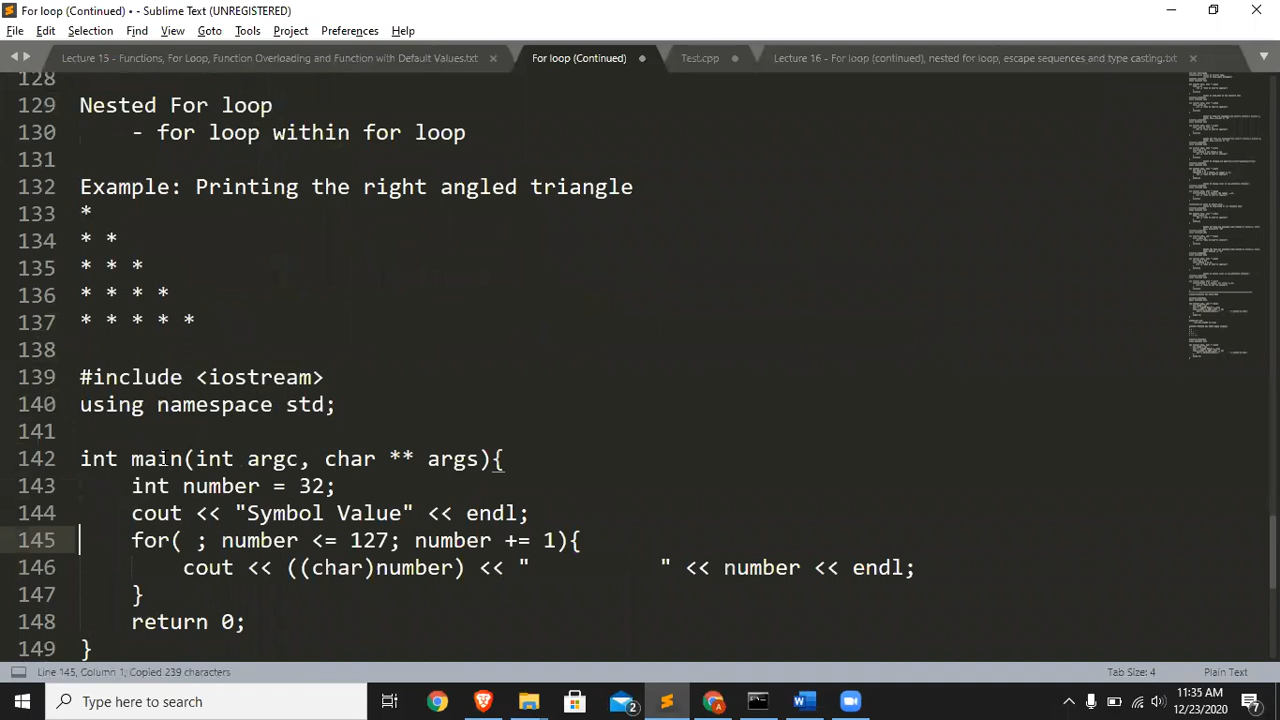 For loop (Continued) • - Sublime Text (UNREGISTERED)
File Edit Selection Find View Goto Tools Project Preferences Help
Lecture 15 - Functions, For Loop, Function Overloading and Function with Default Values.txt
For loop (Continued)
Test.cpp
Lecture 16 - For loop (continued), nested for loop, escape sequences and type casting.txt
128
129 Nested For loop
130 - for loop within for loop
131
132 Example: Printing the right angled triangle
133 *
134 * *
135 * * *
136 * * * *
137 * * * * *
138
139 #include <iostream>
140 using namespace std;
141
142 int main(int argc, char ** args){
143 int number = 32;
144 cout << "Symbol Value" << endl;
145 for( ; number <= 127; number += 1){
146 cout << ((char)number) << "          " << number << endl;
147 }
148 return 0;
149 }
Line 145, Column 1; Copied 239 characters
Tab Size: 4
Plain Text
Type here to search
2
11:35 AM
12/23/2020
7